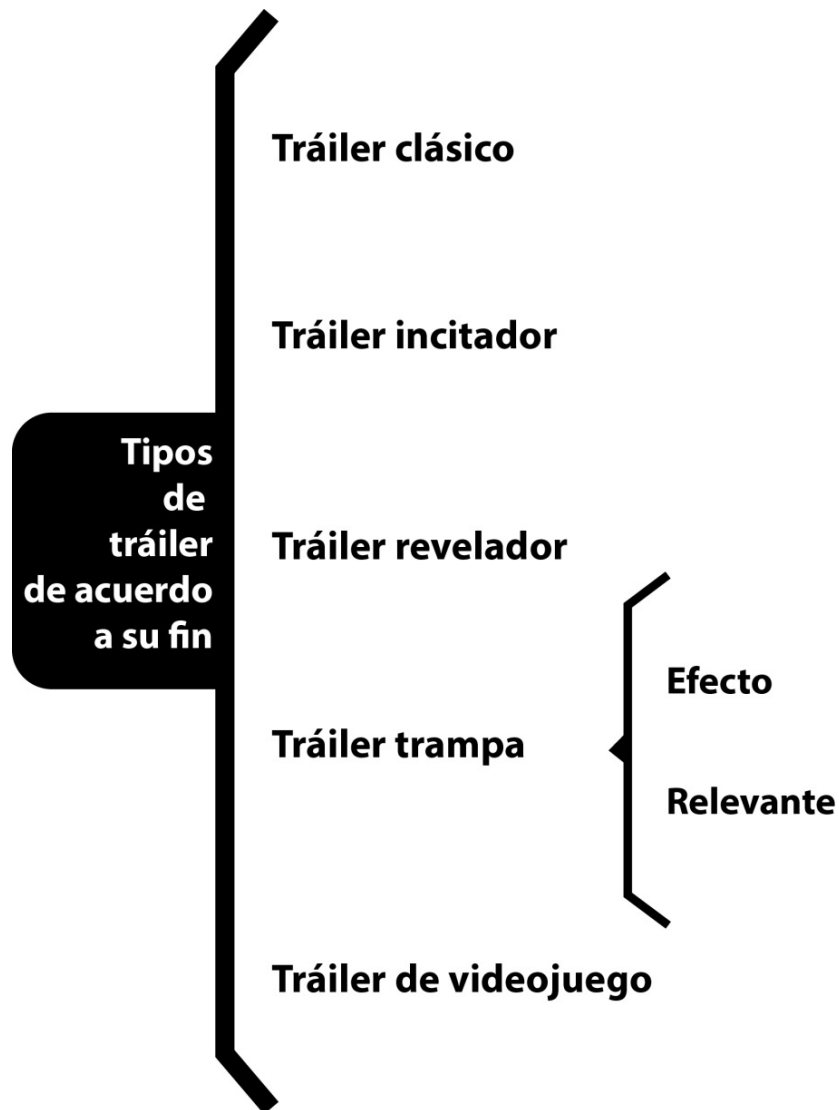 Tipos
de
tráiler
de acuerdo
a su fin
Tráiler clásico
Tráiler incitador
Tráiler revelador
Tráiler trampa
Efecto
Relevante
Tráiler de videojuego